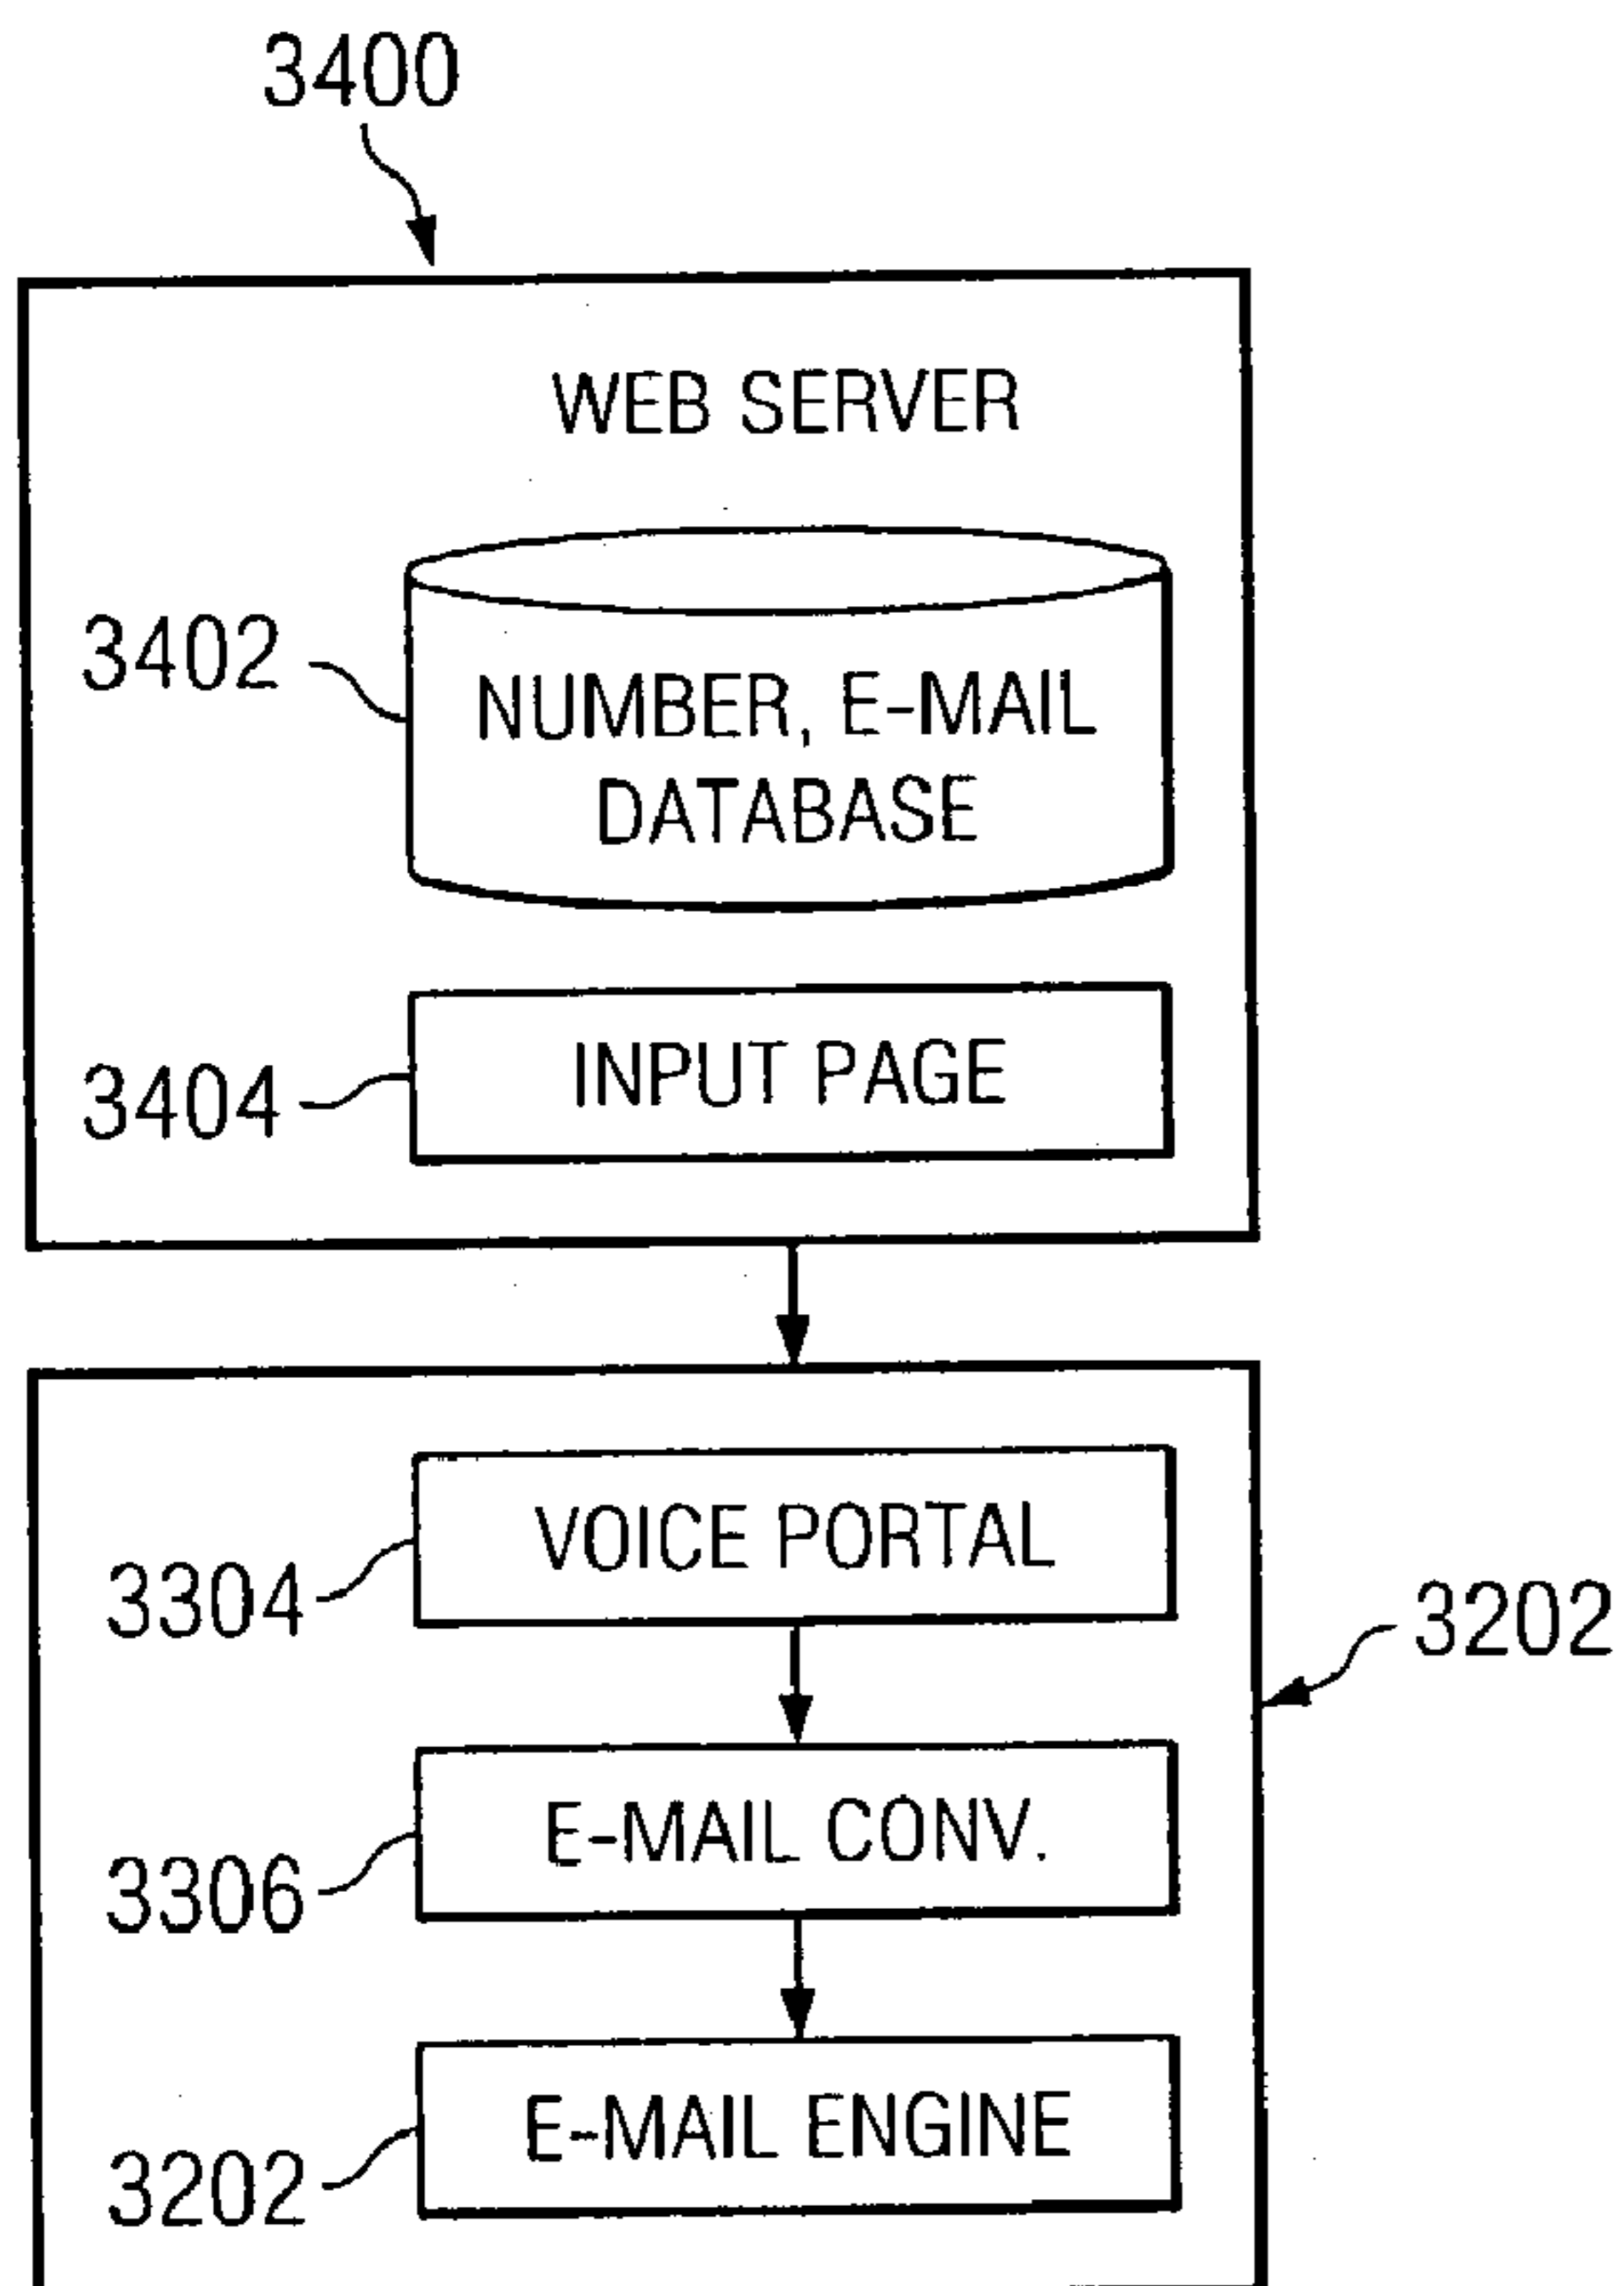 3400
WEB SERVER
3402
NUMBER, E-MAIL
DATABASE
3404
INPUT PAGE
VOICE PORTAL
3304
3202
E-MAIL CONV.
3306
E-MAIL ENGINE
3202